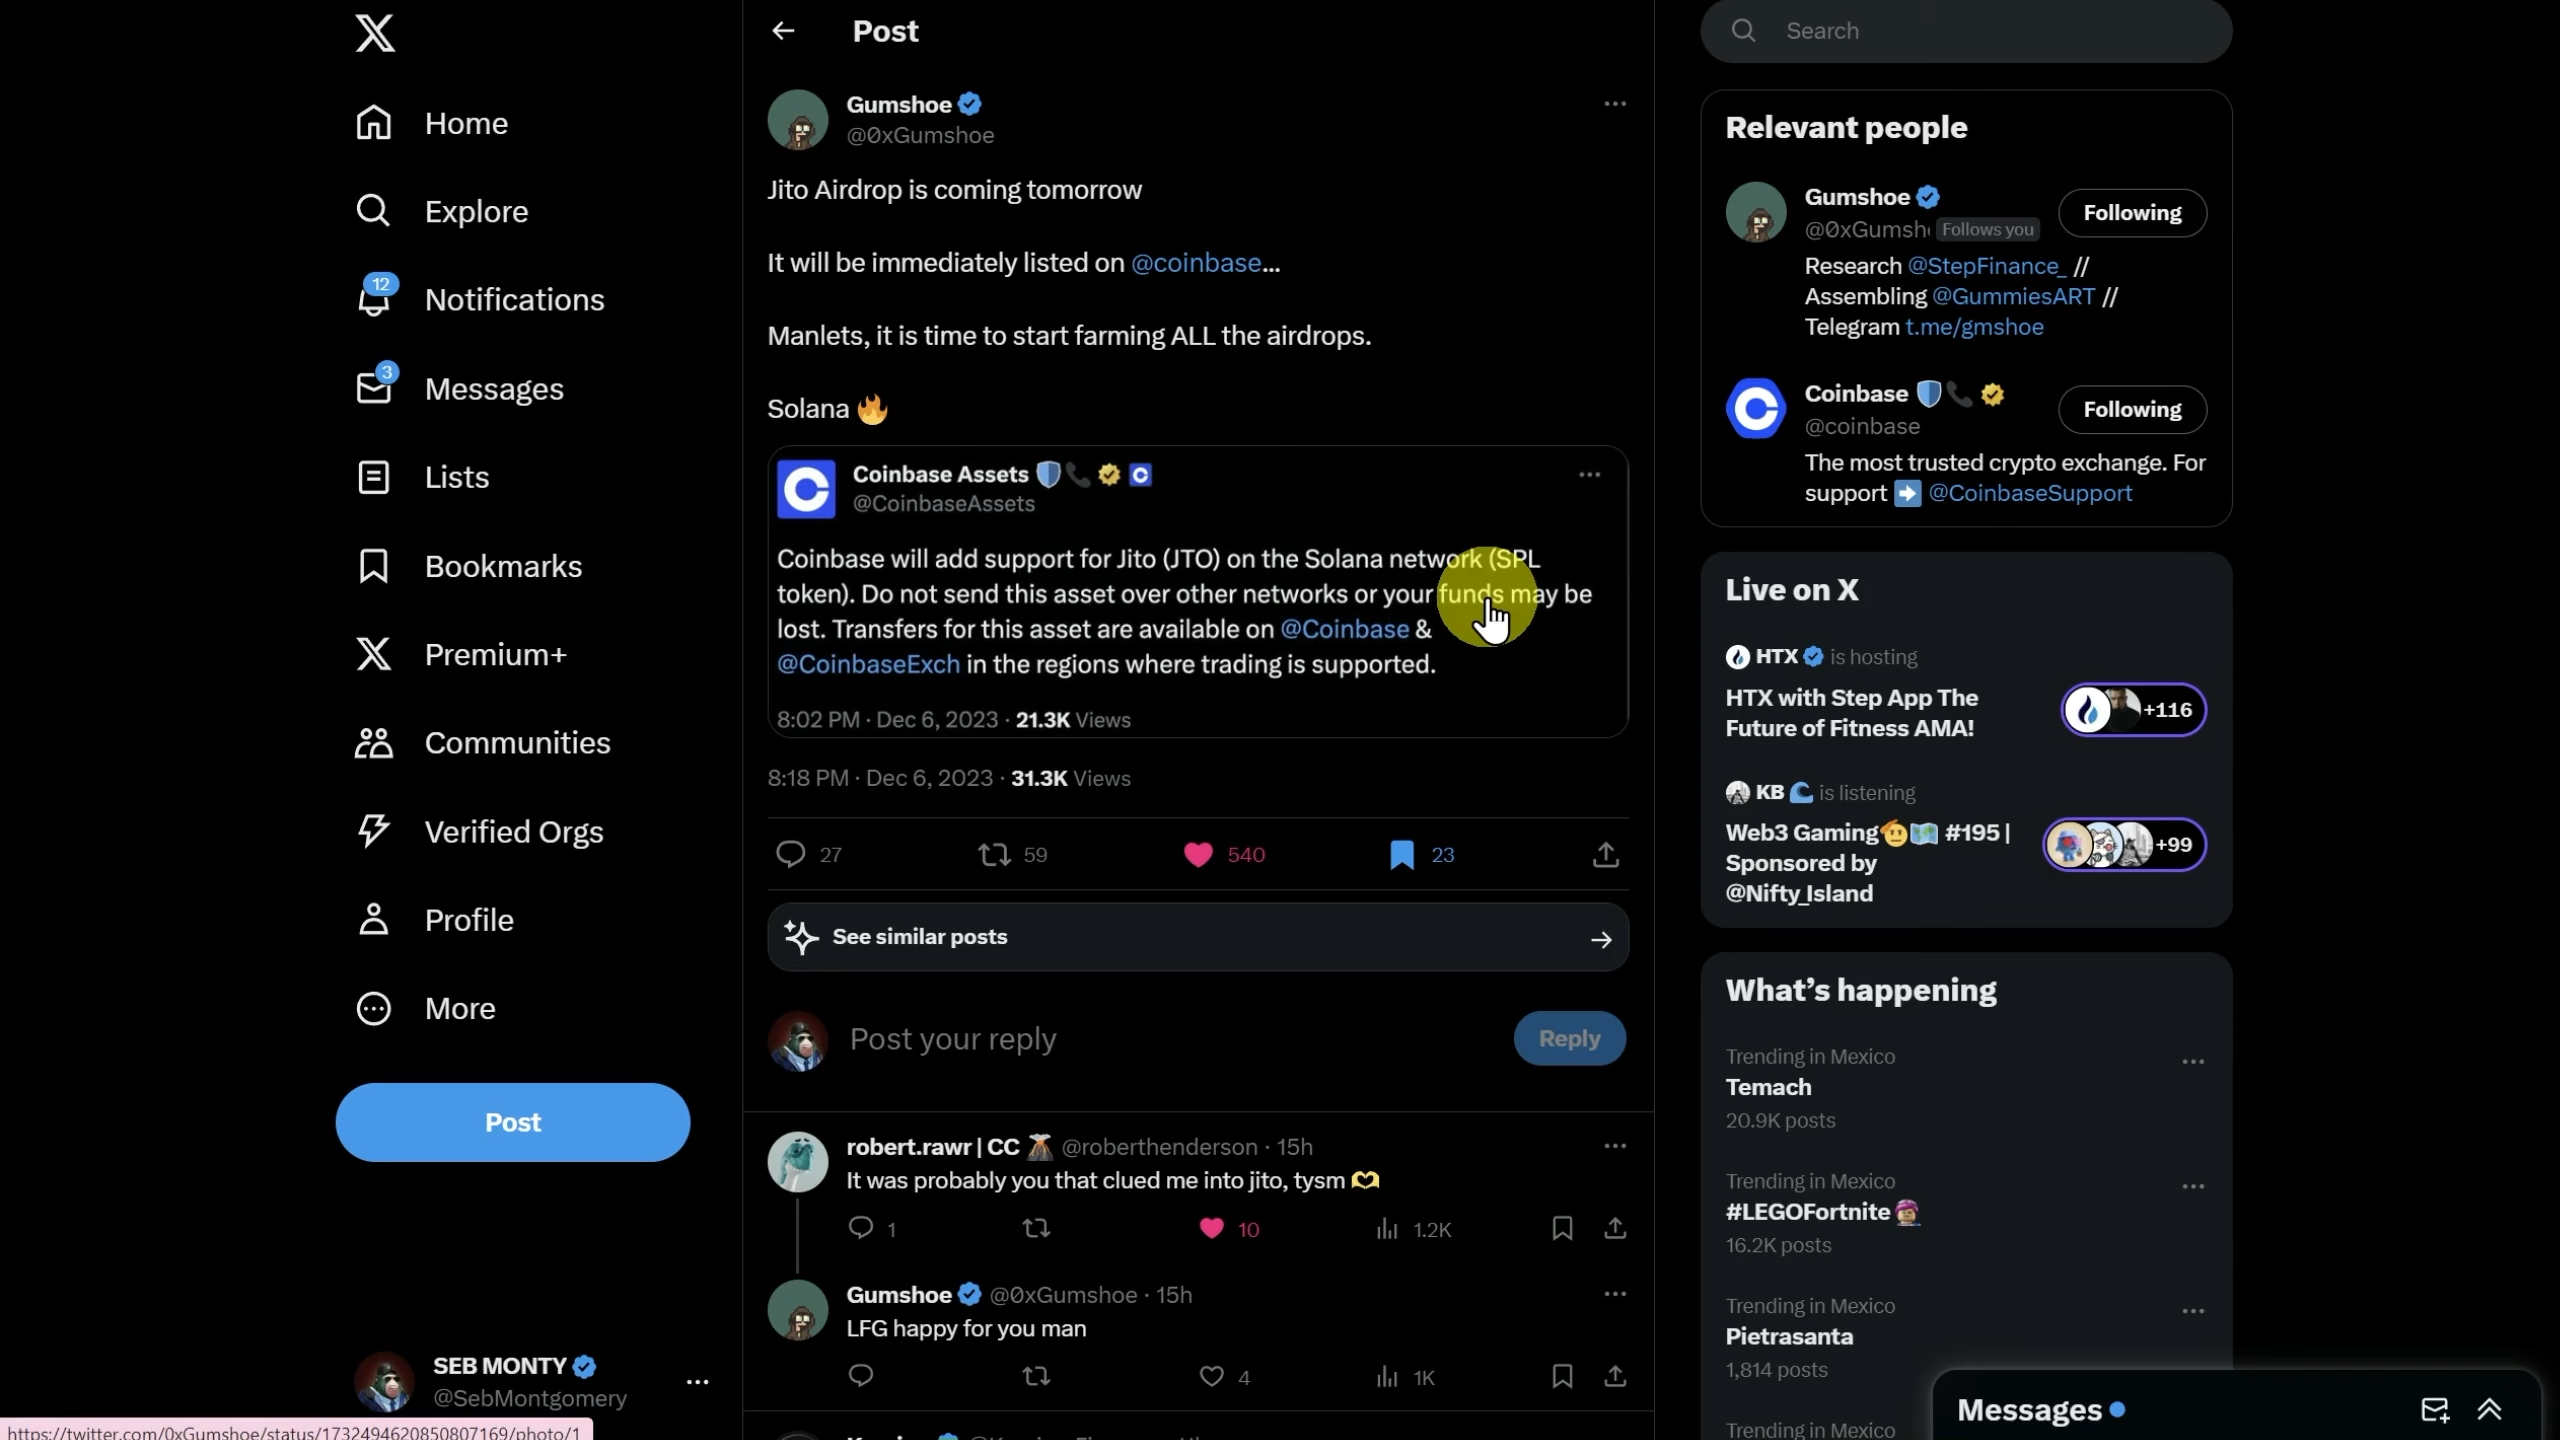 Home
Explore
12
Notifications
3
Messages
Lists
Bookmarks
Premium+
Communities
Verified Orgs
Profile
More
Post
SEB MONTY
@SebMontgomery
https://twitter.com/0xGumshoe/status/1732494620850807169/photo/1
Post
Gumshoe
@0xGumshoe
Jito Airdrop is coming tomorrow
It will be immediately listed on @coinbase...
Manlets, it is time to start farming ALL the airdrops.
Solana 🔥
Coinbase Assets 🛡️📞
@CoinbaseAssets
Coinbase will add support for Jito (JTO) on the Solana network (SPL
token). Do not send this asset over other networks or your funds may be
lost. Transfers for this asset are available on @Coinbase &
@CoinbaseExch in the regions where trading is supported.
8:02 PM · Dec 6, 2023 · 21.3K Views
8:18 PM · Dec 6, 2023 · 31.3K Views
27 59 540 23
See similar posts
Post your reply
Reply
robert.rawr | CC 🌋 @roberthenderson · 15h
It was probably you that clued me into jito, tysm 🫶
1 10 1.2K
Gumshoe @0xGumshoe · 15h
LFG happy for you man
4 1K
Search
Relevant people
Gumshoe
@0xGumsh Follows you
Following
Research @StepFinance_ //
Assembling @GummiesART //
Telegram t.me/gmshoe
Coinbase 🛡️📞
@coinbase
Following
The most trusted crypto exchange. For
support ➡️ @CoinbaseSupport
Live on X
HTX is hosting
HTX with Step App The
Future of Fitness AMA!
+116
KB 🌊 is listening
Web3 Gaming🫡🗺️ #195 |
Sponsored by
@Nifty_Island
+99
What's happening
Trending in Mexico
Temach
20.9K posts
Trending in Mexico
#LEGOFortnite
16.2K posts
Trending in Mexico
Pietrasanta
1,814 posts
Trending in Mexico
Messages